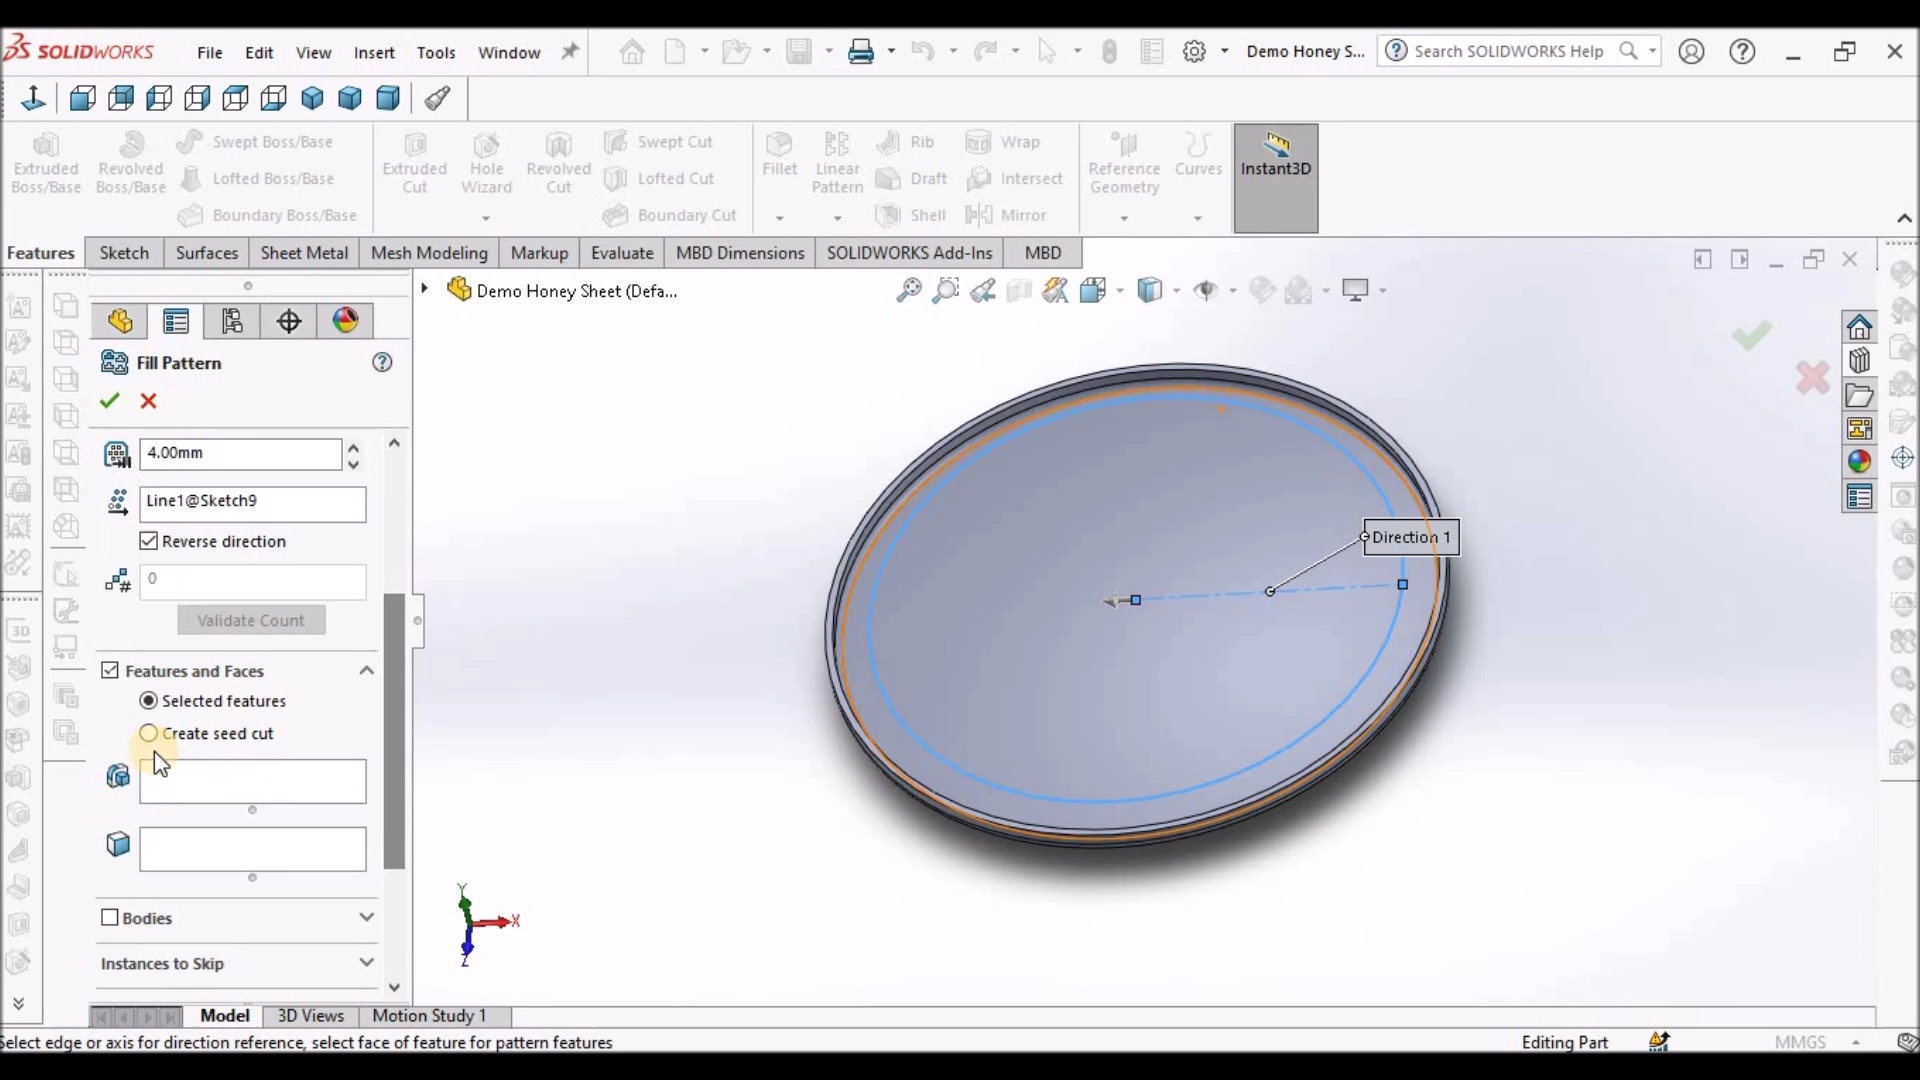 SOLIDWORKS File Edit View Insert Tools Window Demo Honey S... Search SOLIDWORKS Help
Extruded Boss/Base
Revolved Boss/Base
Swept Boss/Base
Lofted Boss/Base
Boundary Boss/Base
Extruded Cut
Hole Wizard
Revolved Cut
Swept Cut
Lofted Cut
Boundary Cut
Fillet
Linear Pattern
Rib
Draft
Shell
Wrap
Intersect
Mirror
Reference Geometry
Curves
Instant3D
Features Sketch Surfaces Sheet Metal Mesh Modeling Markup Evaluate MBD Dimensions SOLIDWORKS Add-Ins MBD
Demo Honey Sheet (Defa...
Fill Pattern
4.00mm
Line1@Sketch9
Reverse direction
0
Validate Count
Features and Faces
Selected features
Create seed cut
Bodies
Instances to Skip
Direction 1
Y
X
Z
3D
Model 3D Views Motion Study 1
Select edge or axis for direction reference, select face of feature for pattern features
Editing Part
MMGS